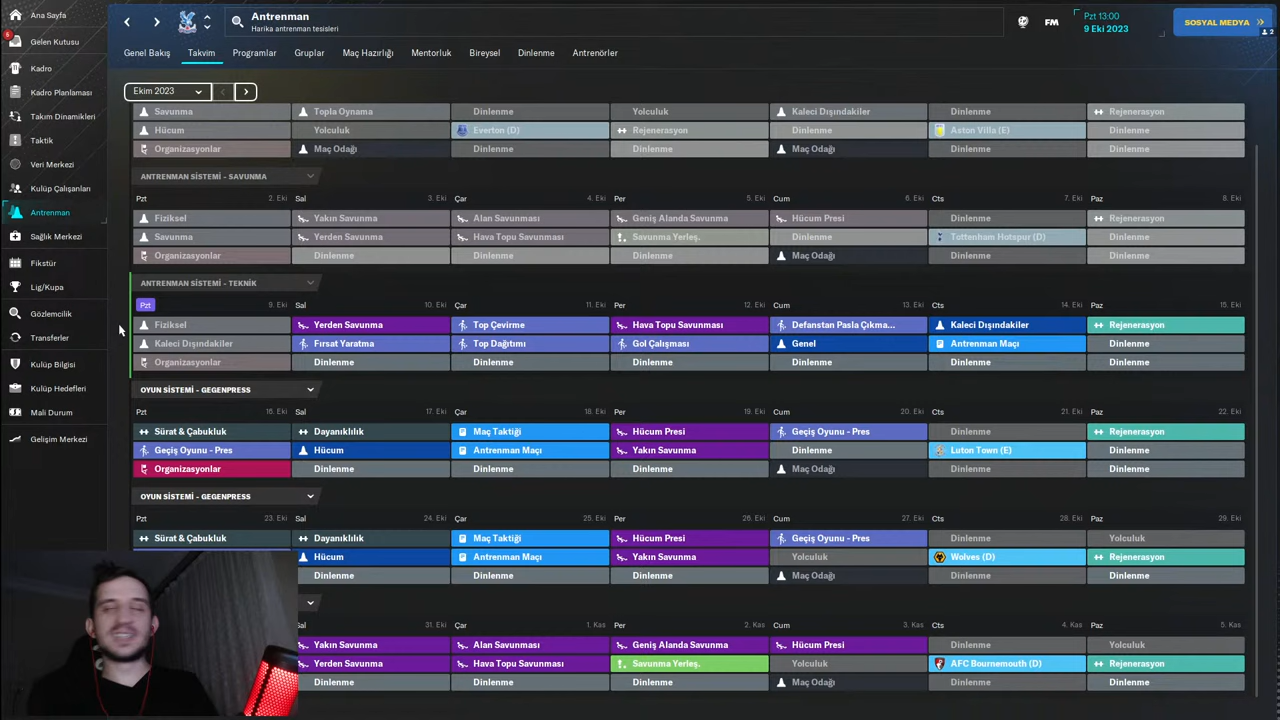 Ana Sayfa
5
Gelen Kutusu
Kadro
Kadro Planlaması
Takım Dinamikleri
Taktik
Veri Merkezi
Kulüp Çalışanları
Antrenman
Sağlık Merkezi
Fikstür
Lig/Kupa
Gözlemcilik
Transferler
Kulüp Bilgisi
Kulüp Hedefleri
Mali Durum
Gelişim Merkezi
Antrenman
Harika antrenman tesisleri
FM
Pzt 13:00
9 Eki 2023
SOSYAL MEDYA
2
Genel Bakış Takvim Programlar Gruplar Maç Hazırlığı Mentorluk Bireysel Dinlenme Antrenörler
Ekim 2023
Savunma Topla Oynama Dinlenme Yolculuk Kaleci Dışındakiler Dinlenme Rejenerasyon
Hücum Yolculuk Everton (D) Rejenerasyon Dinlenme Aston Villa (E) Dinlenme
Organizasyonlar Maç Odağı Dinlenme Dinlenme Maç Odağı Dinlenme Dinlenme
ANTRENMAN SİSTEMİ - SAVUNMA
Pzt 2. Eki Sal 3. Eki Çar 4. Eki Per 5. Eki Cum 6. Eki Cts 7. Eki Paz 8. Eki
Fiziksel Yakın Savunma Alan Savunması Geniş Alanda Savunma Hücum Presi Dinlenme Rejenerasyon
Savunma Yerden Savunma Hava Topu Savunması Savunma Yerleş. Dinlenme Tottenham Hotspur (D) Dinlenme
Organizasyonlar Dinlenme Dinlenme Dinlenme Maç Odağı Dinlenme Dinlenme
ANTRENMAN SİSTEMİ - TEKNİK
Pzt 9. Eki Sal 10. Eki Çar 11. Eki Per 12. Eki Cum 13. Eki Cts 14. Eki Paz 15. Eki
Fiziksel Yerden Savunma Top Çevirme Hava Topu Savunması Defanstan Pasla Çıkma... Kaleci Dışındakiler Rejenerasyon
Kaleci Dışındakiler Fırsat Yaratma Top Dağıtımı Gol Çalışması Genel Antrenman Maçı Dinlenme
Organizasyonlar Dinlenme Dinlenme Dinlenme Dinlenme Dinlenme Dinlenme
OYUN SİSTEMİ - GEGENPRESS
Pzt 16. Eki Sal 17. Eki Çar 18. Eki Per 19. Eki Cum 20. Eki Cts 21. Eki Paz 22. Eki
Sürat & Çabukluk Dayanıklılık Maç Taktiği Hücum Presi Geçiş Oyunu - Pres Dinlenme Rejenerasyon
Geçiş Oyunu - Pres Hücum Antrenman Maçı Yakın Savunma Dinlenme Luton Town (E) Dinlenme
Organizasyonlar Dinlenme Dinlenme Dinlenme Maç Odağı Dinlenme Dinlenme
OYUN SİSTEMİ - GEGENPRESS
Pzt 23. Eki Sal 24. Eki Çar 25. Eki Per 26. Eki Cum 27. Eki Cts 28. Eki Paz 29. Eki
Sürat & Çabukluk Dayanıklılık Maç Taktiği Hücum Presi Geçiş Oyunu - Pres Dinlenme Yolculuk
Hücum Antrenman Maçı Yakın Savunma Yolculuk Wolves (D) Rejenerasyon
Dinlenme Dinlenme Dinlenme Maç Odağı Dinlenme Dinlenme
Sal 31. Eki Çar 1. Kas Per 2. Kas Cum 3. Kas Cts 4. Kas Paz 5. Kas
Yakın Savunma Alan Savunması Geniş Alanda Savunma Hücum Presi Dinlenme Yolculuk
Yerden Savunma Hava Topu Savunması Savunma Yerleş. Yolculuk AFC Bournemouth (D) Rejenerasyon
Dinlenme Dinlenme Dinlenme Maç Odağı Dinlenme Dinlenme